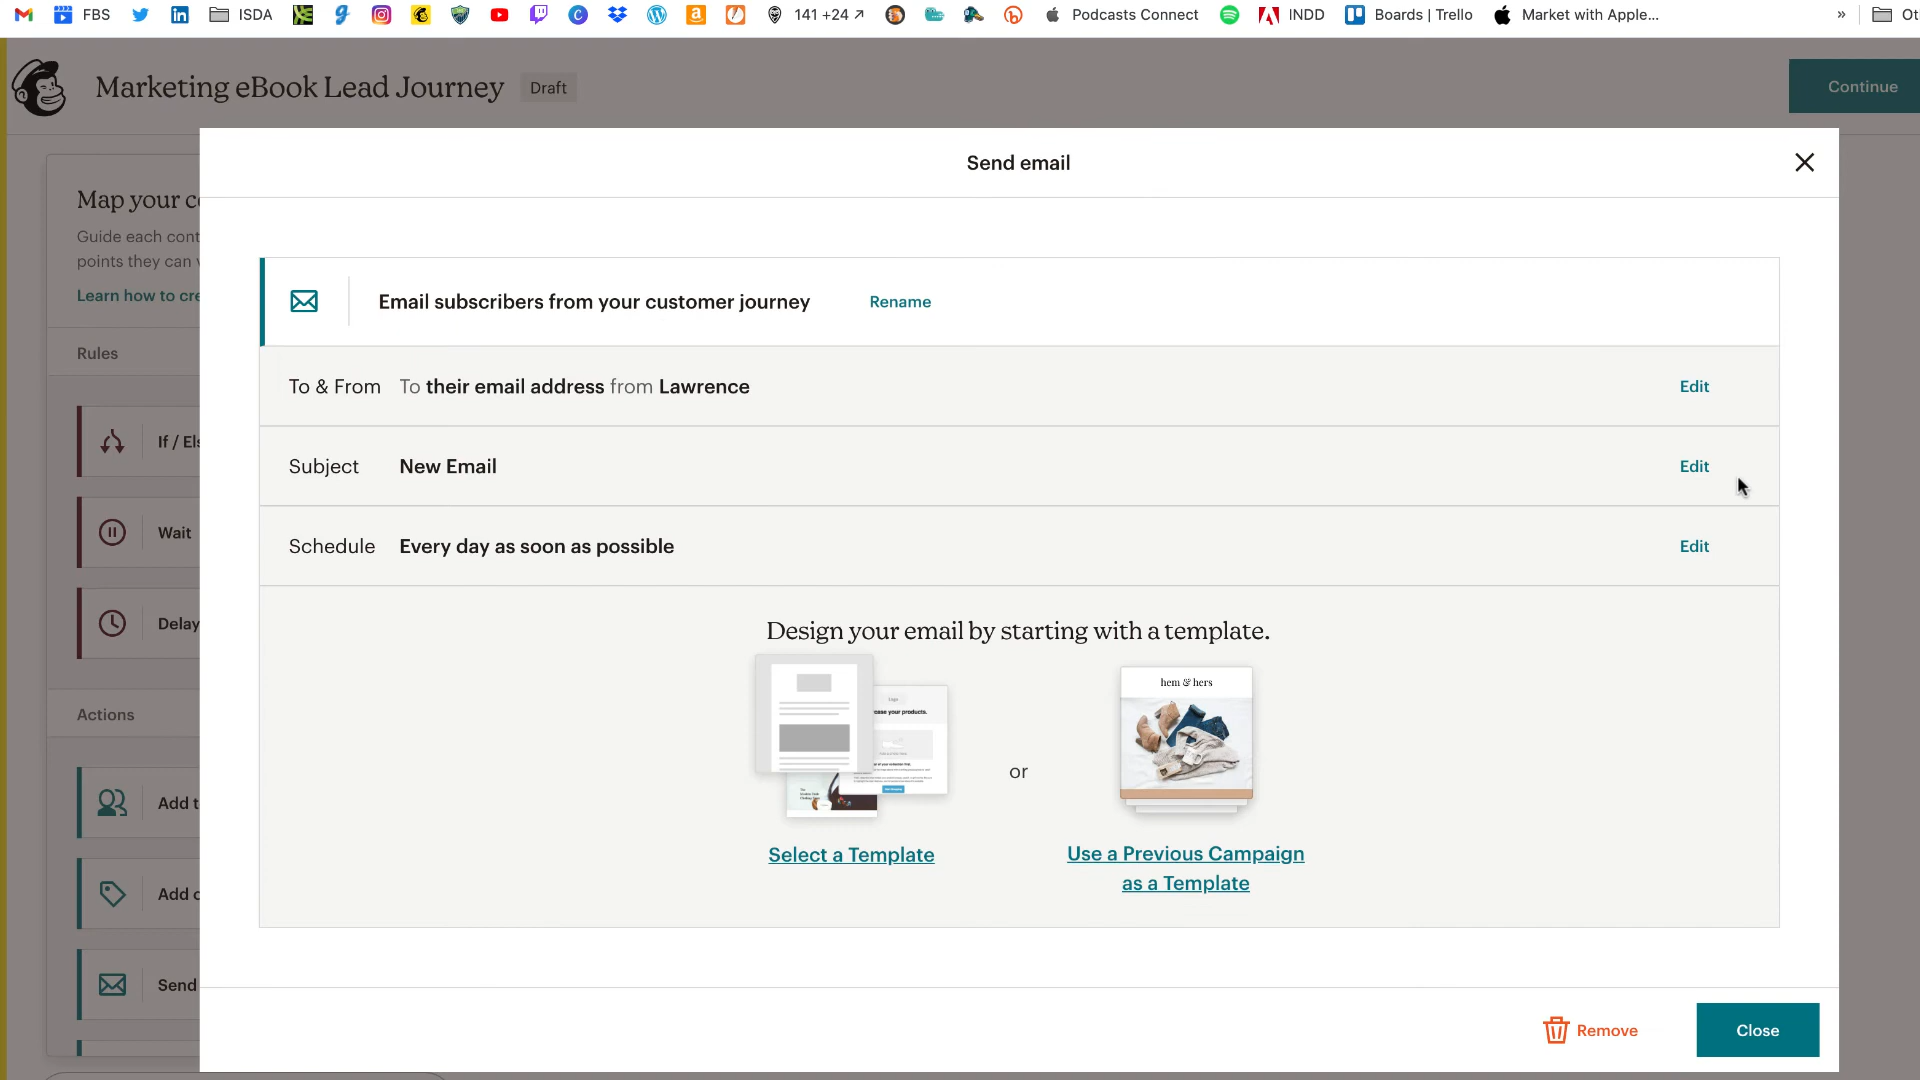 FBS
ISDA
141 +24 ↗
Podcasts Connect
INDD
Boards | Trello
Market with Apple...
»
Marketing eBook Lead Journey
Draft
Continue
Send email
Map your c
Guide each cont
points they can
Learn how to cre
Rules
If / Els
Wait
Delay
Actions
Add t
Add
Send
Email subscribers from your customer journey
Rename
To & From To their email address from Lawrence
Edit
Subject New Email
Edit
Schedule Every day as soon as possible
Edit
Design your email by starting with a template.
hem & hers
or
Select a Template
Use a Previous Campaign
as a Template
Remove
Close